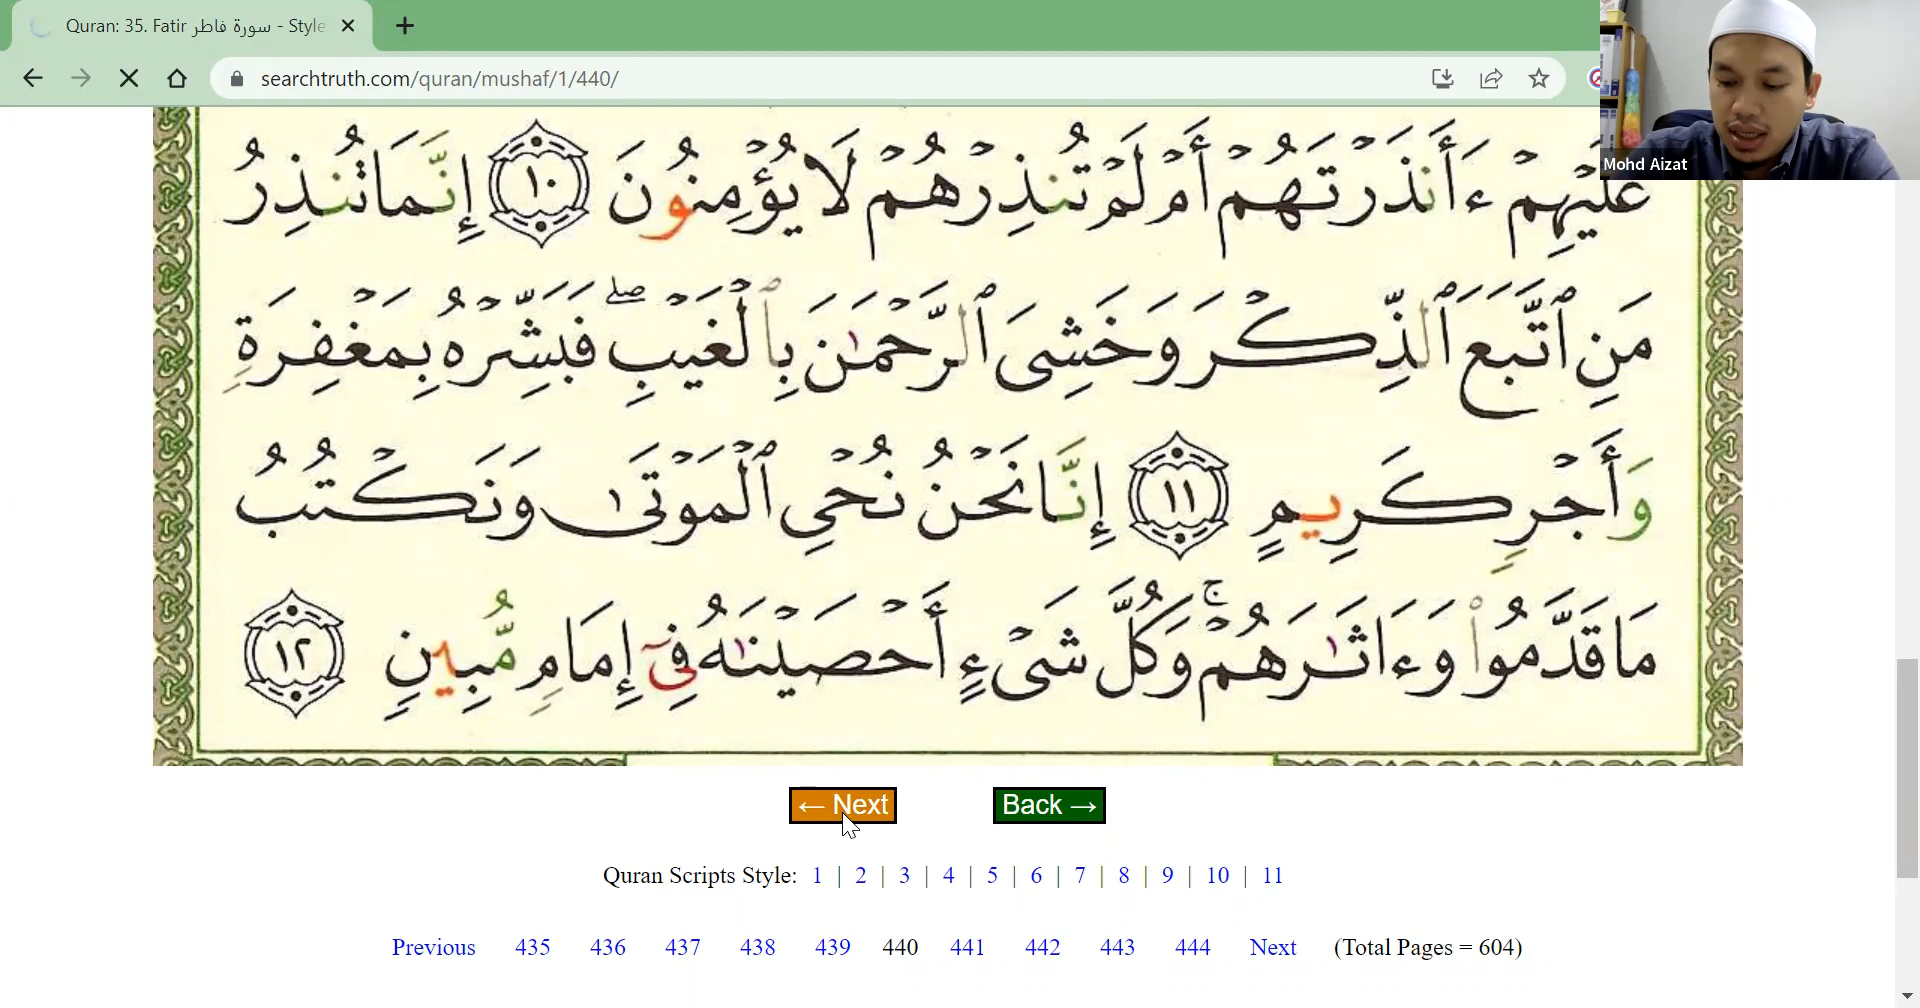 Quran: 35. Fatir سورة فاطر - Style
searchtruth.com/quran/mushaf/1/440/
Mohd Aizat
عَلَيْهِمْ ءَأَنذَرْتَهُمْ أَمْ لَمْ تُنذِرْهُمْ لَا يُؤْمِنُونَ ١٠ إِنَّمَا تُنذِرُ
مَنِ ٱتَّبَعَ ٱلذِّكْرَ وَخَشِىَ ٱلرَّحْمَٰنَ بِٱلْغَيْبِ ۖ فَبَشِّرْهُ بِمَغْفِرَةٍ
وَأَجْرٍ كَرِيمٍ ١١ إِنَّا نَحْنُ نُحْىِ ٱلْمَوْتَىٰ وَنَكْتُبُ
مَا قَدَّمُوا۟ وَءَاثَٰرَهُمْ ۚ وَكُلَّ شَىْءٍ أَحْصَيْنَٰهُ فِىٓ إِمَامٍ مُّبِينٍ ١٢
← Next Back →
Quran Scripts Style: 1 | 2 | 3 | 4 | 5 | 6 | 7 | 8 | 9 | 10 | 11
Previous 435 436 437 438 439 440 441 442 443 444 Next (Total Pages = 604)